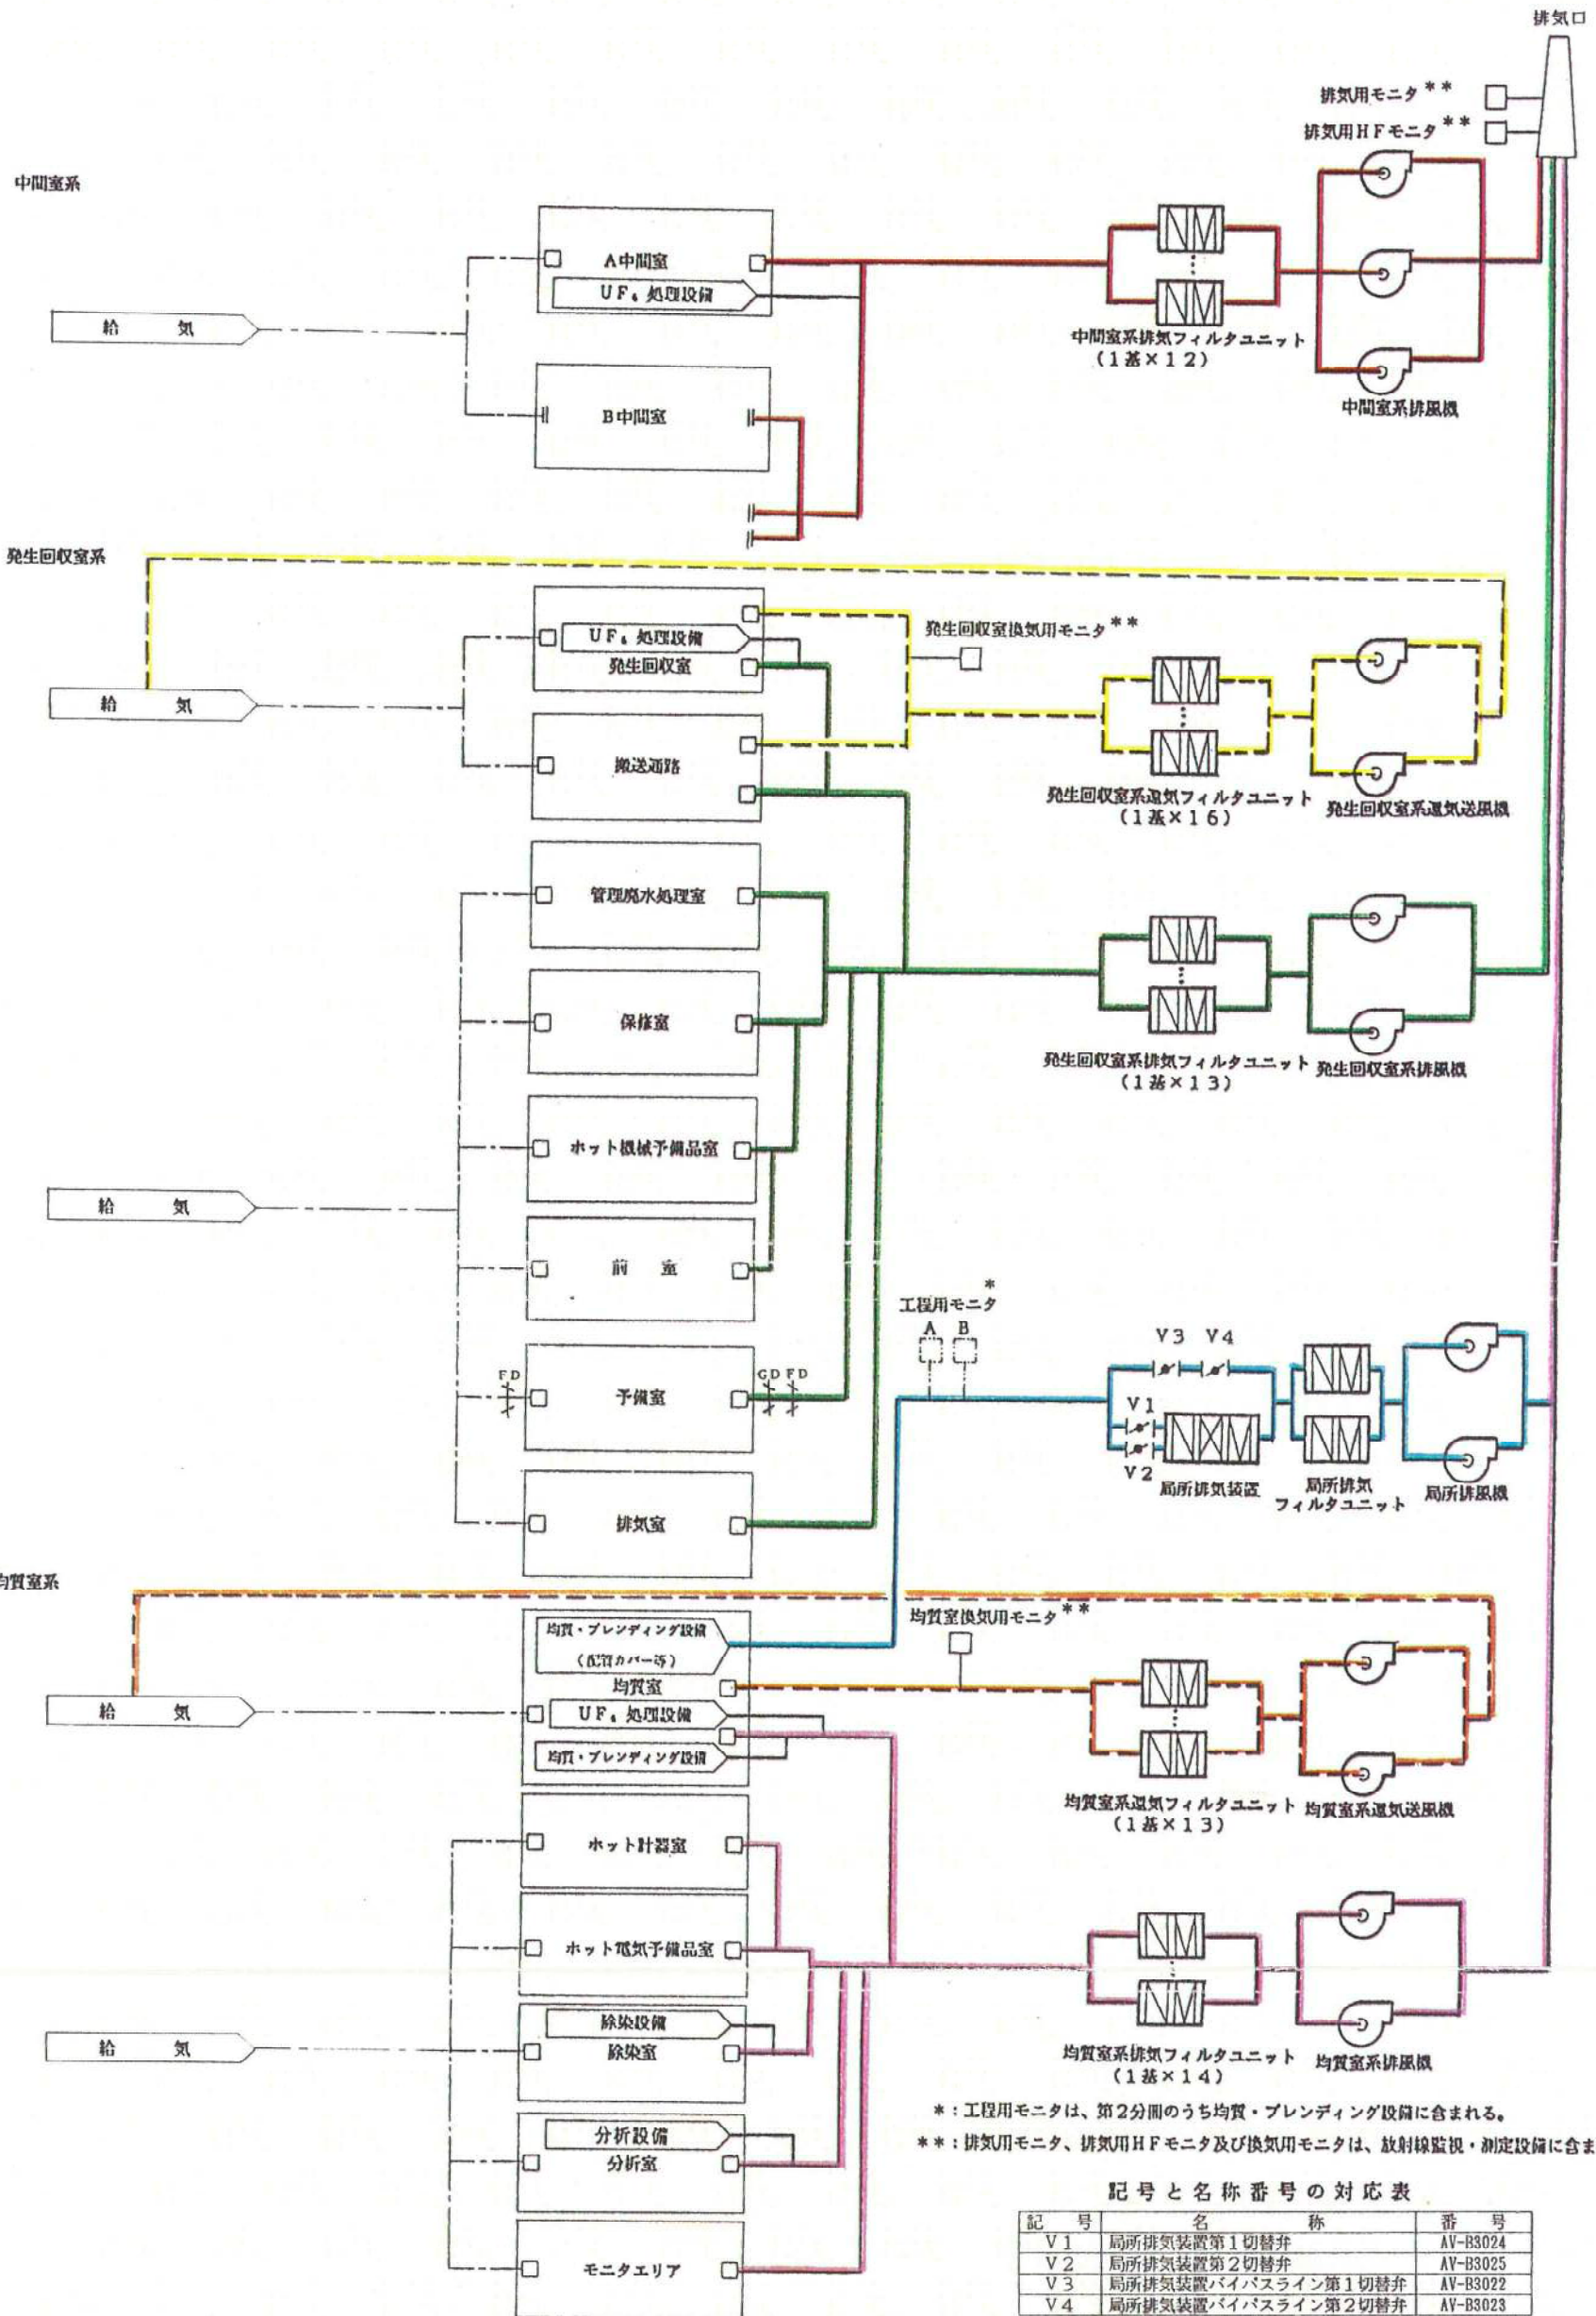 排気口
排気用モニタ**
排気用HFモニタ**
中間室系
A中間室
UF₆処理設備
給 気
中間室系排気フィルタユニット
(1基×12)
中間室系排風機
B中間室
発生回収室系
UF₆処理設備
発生回収室
発生回収室換気用モニタ**
給 気
搬送通路
発生回収室系還気フィルタユニット
(1基×16)
発生回収室系還気送風機
管理廃水処理室
保修室
発生回収室系排気フィルタユニット
(1基×13)
発生回収室系排風機
ホット機械予備品室
給 気
前 室
工程用モニタ*
A B
V3 V4
FD
予備室
GD FD
V1
V2
局所排気装置
局所排気
フィルタユニット
局所排風機
排気室
均質室系
均質・ブレンディング設備
(配管カバー等)
均質室換気用モニタ**
均質室
給 気
UF₆処理設備
均質・ブレンディング設備
均質室系還気フィルタユニット
(1基×13)
均質室系還気送風機
ホット計器室
ホット電気予備品室
除染設備
給 気
除染室
均質室系排気フィルタユニット
(1基×14)
均質室系排風機
分析設備
分析室
*:工程用モニタは、第2分冊のうち均質・ブレンディング設備に含まれる。
**:排気用モニタ、排気用HFモニタ及び換気用モニタは、放射線監視・測定設備に含ま
モニタエリア
記号と名称番号の対応表
記 号 名 称 番 号
V1 局所排気装置第1切替弁 AV-B3024
V2 局所排気装置第2切替弁 AV-B3025
V3 局所排気装置バイパスライン第1切替弁 AV-B3022
V4 局所排気装置バイパスライン第2切替弁 AV-B3023